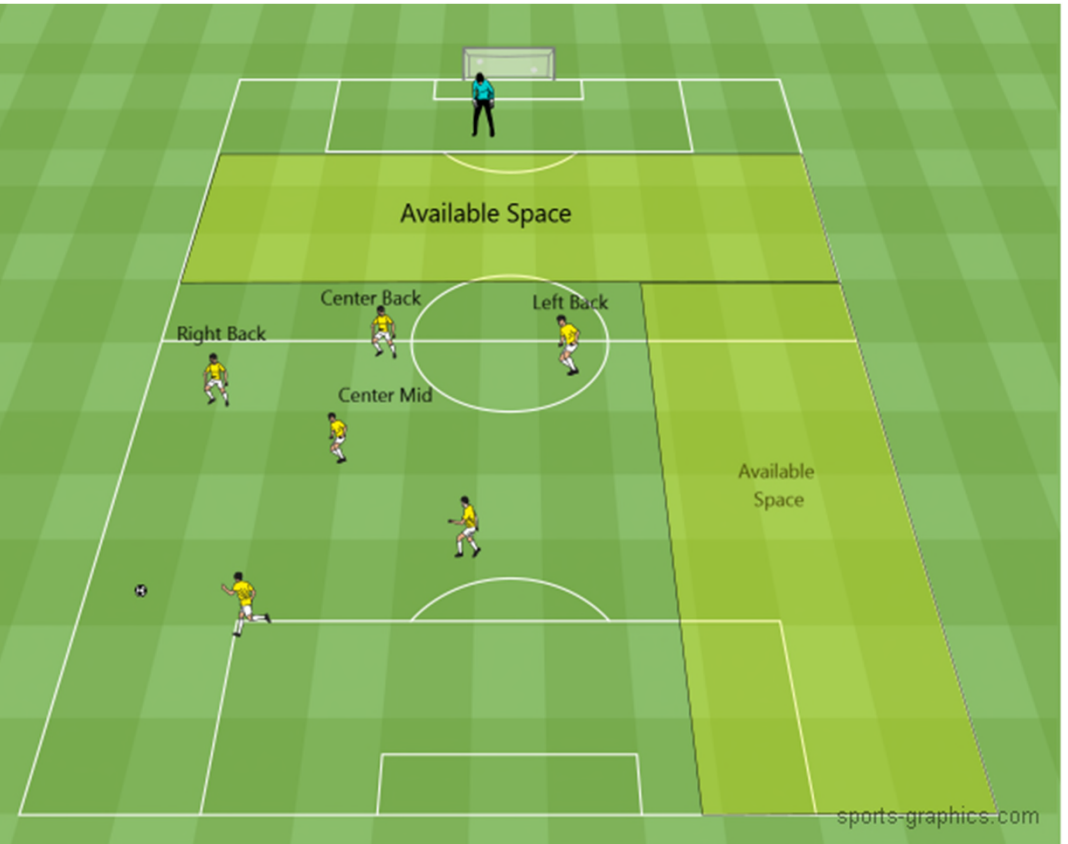 Available Space
Center Back
Left Back
Right Back
Center Mid
Available
Space
sports-graphics.com